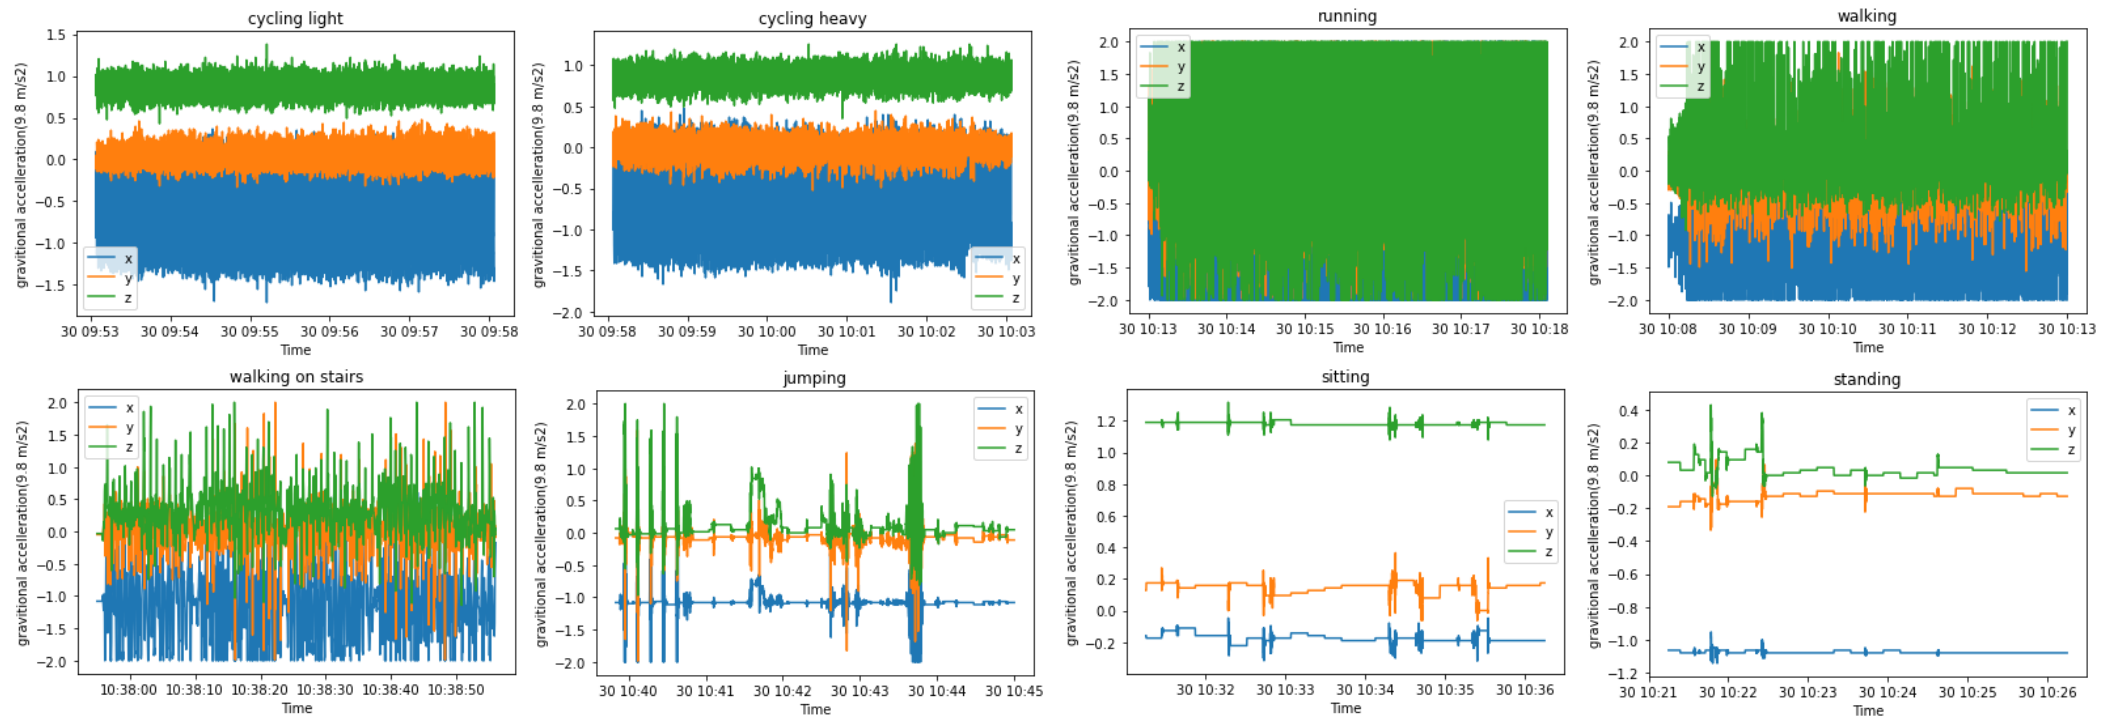 cycling light
gravitional accelleration(9.8 m/s2)
1.5
1.0
0.5
0.0
−0.5
−1.0
−1.5
x
y
z
30 09:53 30 09:54 30 09:55 30 09:56 30 09:57 30 09:58
Time
cycling heavy
gravitional accelleration(9.8 m/s2)
1.0
0.5
0.0
−0.5
−1.0
−1.5
−2.0
x
y
z
30 09:58 30 09:59 30 10:00 30 10:01 30 10:02 30 10:03
Time
running
gravitional accelleration(9.8 m/s2)
2.0
1.5
1.0
0.5
0.0
−0.5
−1.0
−1.5
−2.0
x
y
z
30 10:13 30 10:14 30 10:15 30 10:16 30 10:17 30 10:18
Time
walking
gravitional accelleration(9.8 m/s2)
2.0
1.5
1.0
0.5
0.0
−0.5
−1.0
−1.5
−2.0
x
y
z
30 10:08 30 10:09 30 10:10 30 10:11 30 10:12 30 10:13
Time
walking on stairs
gravitional accelleration(9.8 m/s2)
2.0
1.5
1.0
0.5
0.0
−0.5
−1.0
−1.5
−2.0
x
y
z
10:38:00 10:38:10 10:38:20 10:38:30 10:38:40 10:38:50
Time
jumping
gravitional accelleration(9.8 m/s2)
2.0
1.5
1.0
0.5
0.0
−0.5
−1.0
−1.5
−2.0
x
y
z
30 10:40 30 10:41 30 10:42 30 10:43 30 10:44 30 10:45
Time
sitting
gravitional accelleration(9.8 m/s2)
1.2
1.0
0.8
0.6
0.4
0.2
0.0
−0.2
x
y
z
30 10:32 30 10:33 30 10:34 30 10:35 30 10:36
Time
standing
gravitional accelleration(9.8 m/s2)
0.4
0.2
0.0
−0.2
−0.4
−0.6
−0.8
−1.0
−1.2
x
y
z
30 10:21 30 10:22 30 10:23 30 10:24 30 10:25 30 10:26
Time